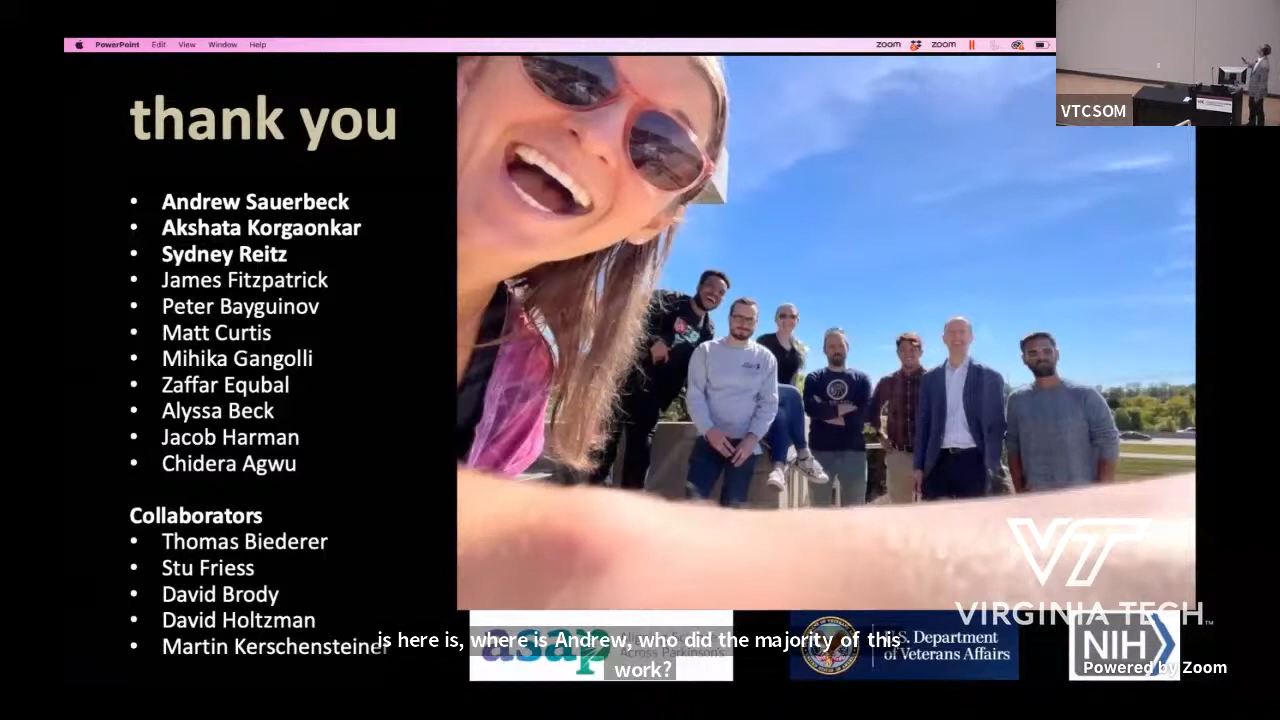 PowerPoint Edit View Window Help
zoom zoom
VTCSOM
thank you
• Andrew Sauerbeck
• Akshata Korgaonkar
• Sydney Reitz
• James Fitzpatrick
• Peter Bayguinov
• Matt Curtis
• Mihika Gangolli
• Zaffar Equbal
• Alyssa Beck
• Jacob Harman
• Chidera Agwu
Collaborators
• Thomas Biederer
• Stu Friess
• David Brody
• David Holtzman
• Martin Kerschensteiner
VT
VIRGINIA TECH™
asap
Across Parkinson's
U.S. Department
of Veterans Affairs
NIH
is here is, where is Andrew, who did the majority of this
work?
Powered by Zoom